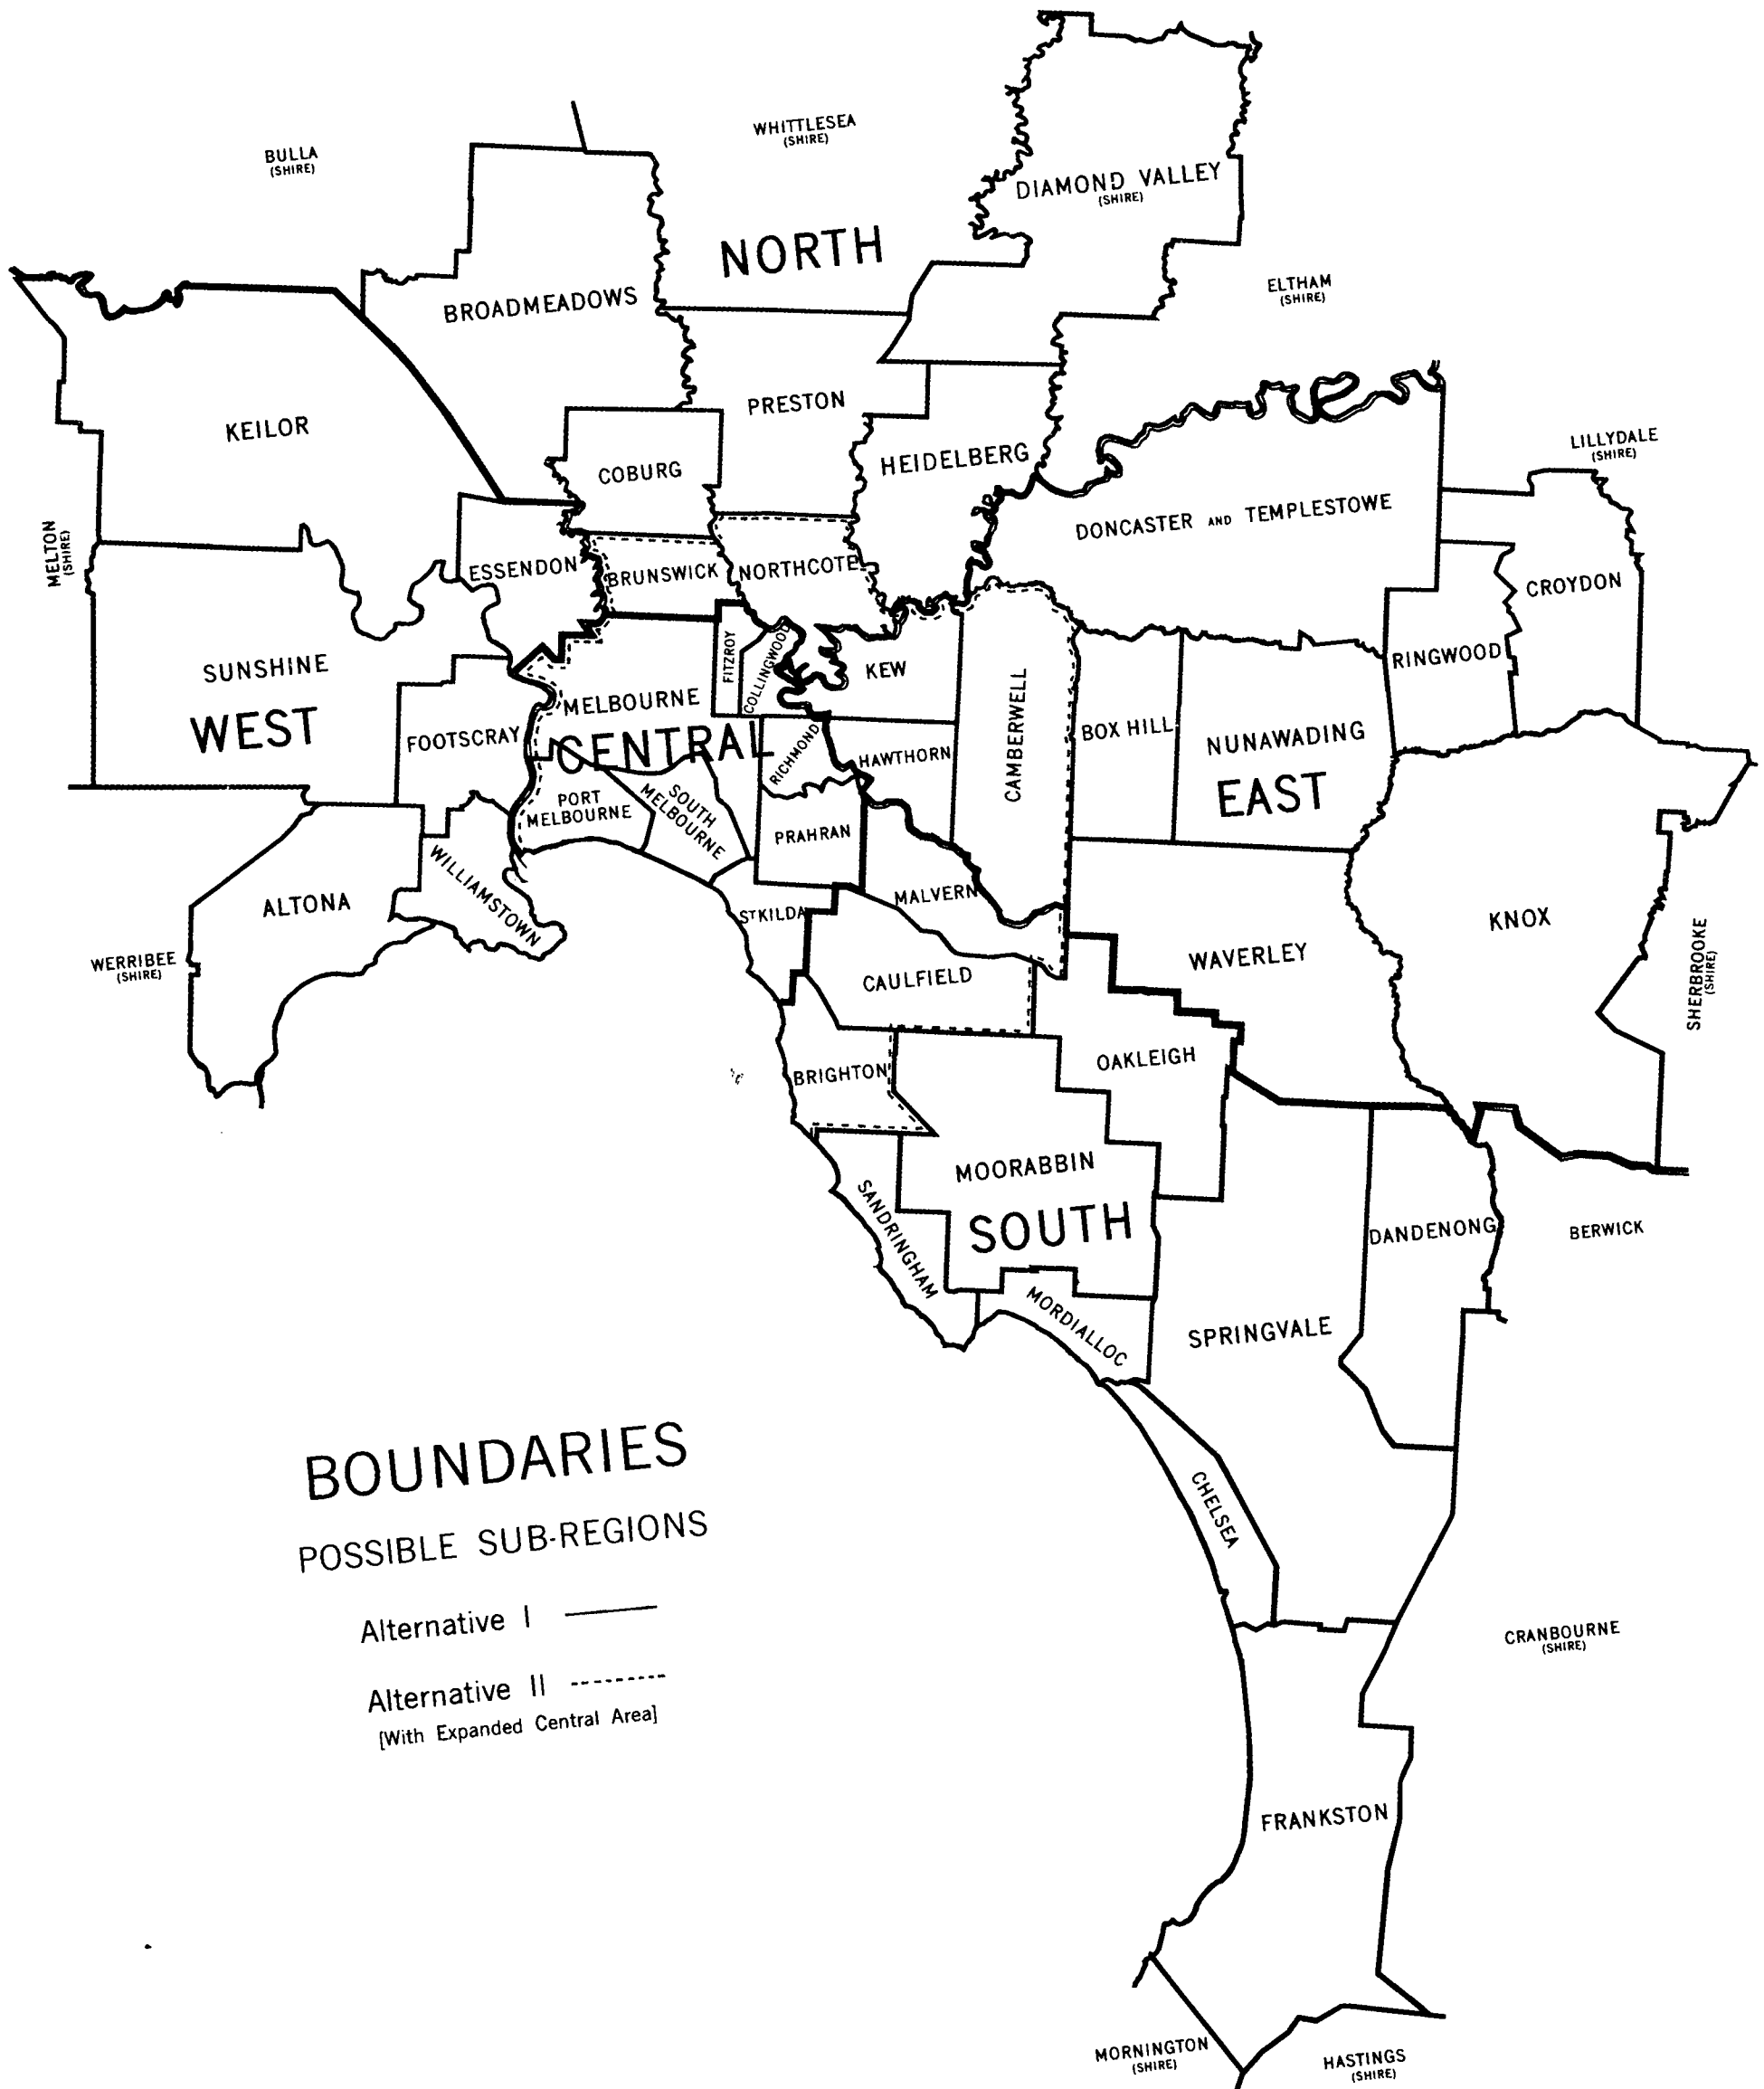 WHITTLESEA
(SHIRE)
BULLA
(SHIRE)
DIAMOND VALLEY
(SHIRE)
NORTH
ELTHAM
(SHIRE)
BROADMEADOWS
PRESTON
KEILOR
LILLYDALE
(SHIRE)
HEIDELBERG
COBURG
DONCASTER AND TEMPLESTOWE
MELTON
(SHIRE)
ESSENDON
BRUNSWICK
NORTHCOTE
CROYDON
SUNSHINE
FITZROY
COLLINGWOOD
KEW
RINGWOOD
WEST
MELBOURNE
CAMBERWELL
BOX HILL
NUNAWADING
FOOTSCRAY
CENTRAL
RICHMOND
HAWTHORN
EAST
PORT
MELBOURNE
SOUTH
MELBOURNE
PRAHRAN
ALTONA
WILLIAMSTOWN
ST KILDA
MALVERN
KNOX
WERRIBEE
(SHIRE)
CAULFIELD
WAVERLEY
SHERBROOKE
(SHIRE)
BRIGHTON
OAKLEIGH
MOORABBIN
SANDRINGHAM
SOUTH
DANDENONG
BERWICK
MORDIALLOC
SPRINGVALE
BOUNDARIES
POSSIBLE SUB-REGIONS
CHELSEA
Alternative I
Alternative II
[With Expanded Central Area]
CRANBOURNE
(SHIRE)
FRANKSTON
MORNINGTON
(SHIRE)
HASTINGS
(SHIRE)